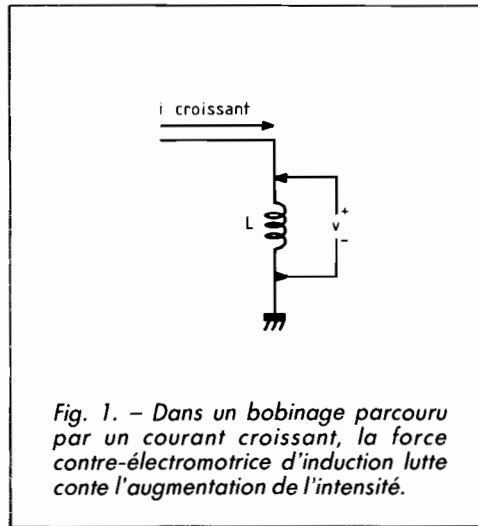 i croissant
L
+
v
-
Fig. 1. – Dans un bobinage parcouru
par un courant croissant, la force
contre-électromotrice d'induction lutte
conte l'augmentation de l'intensité.